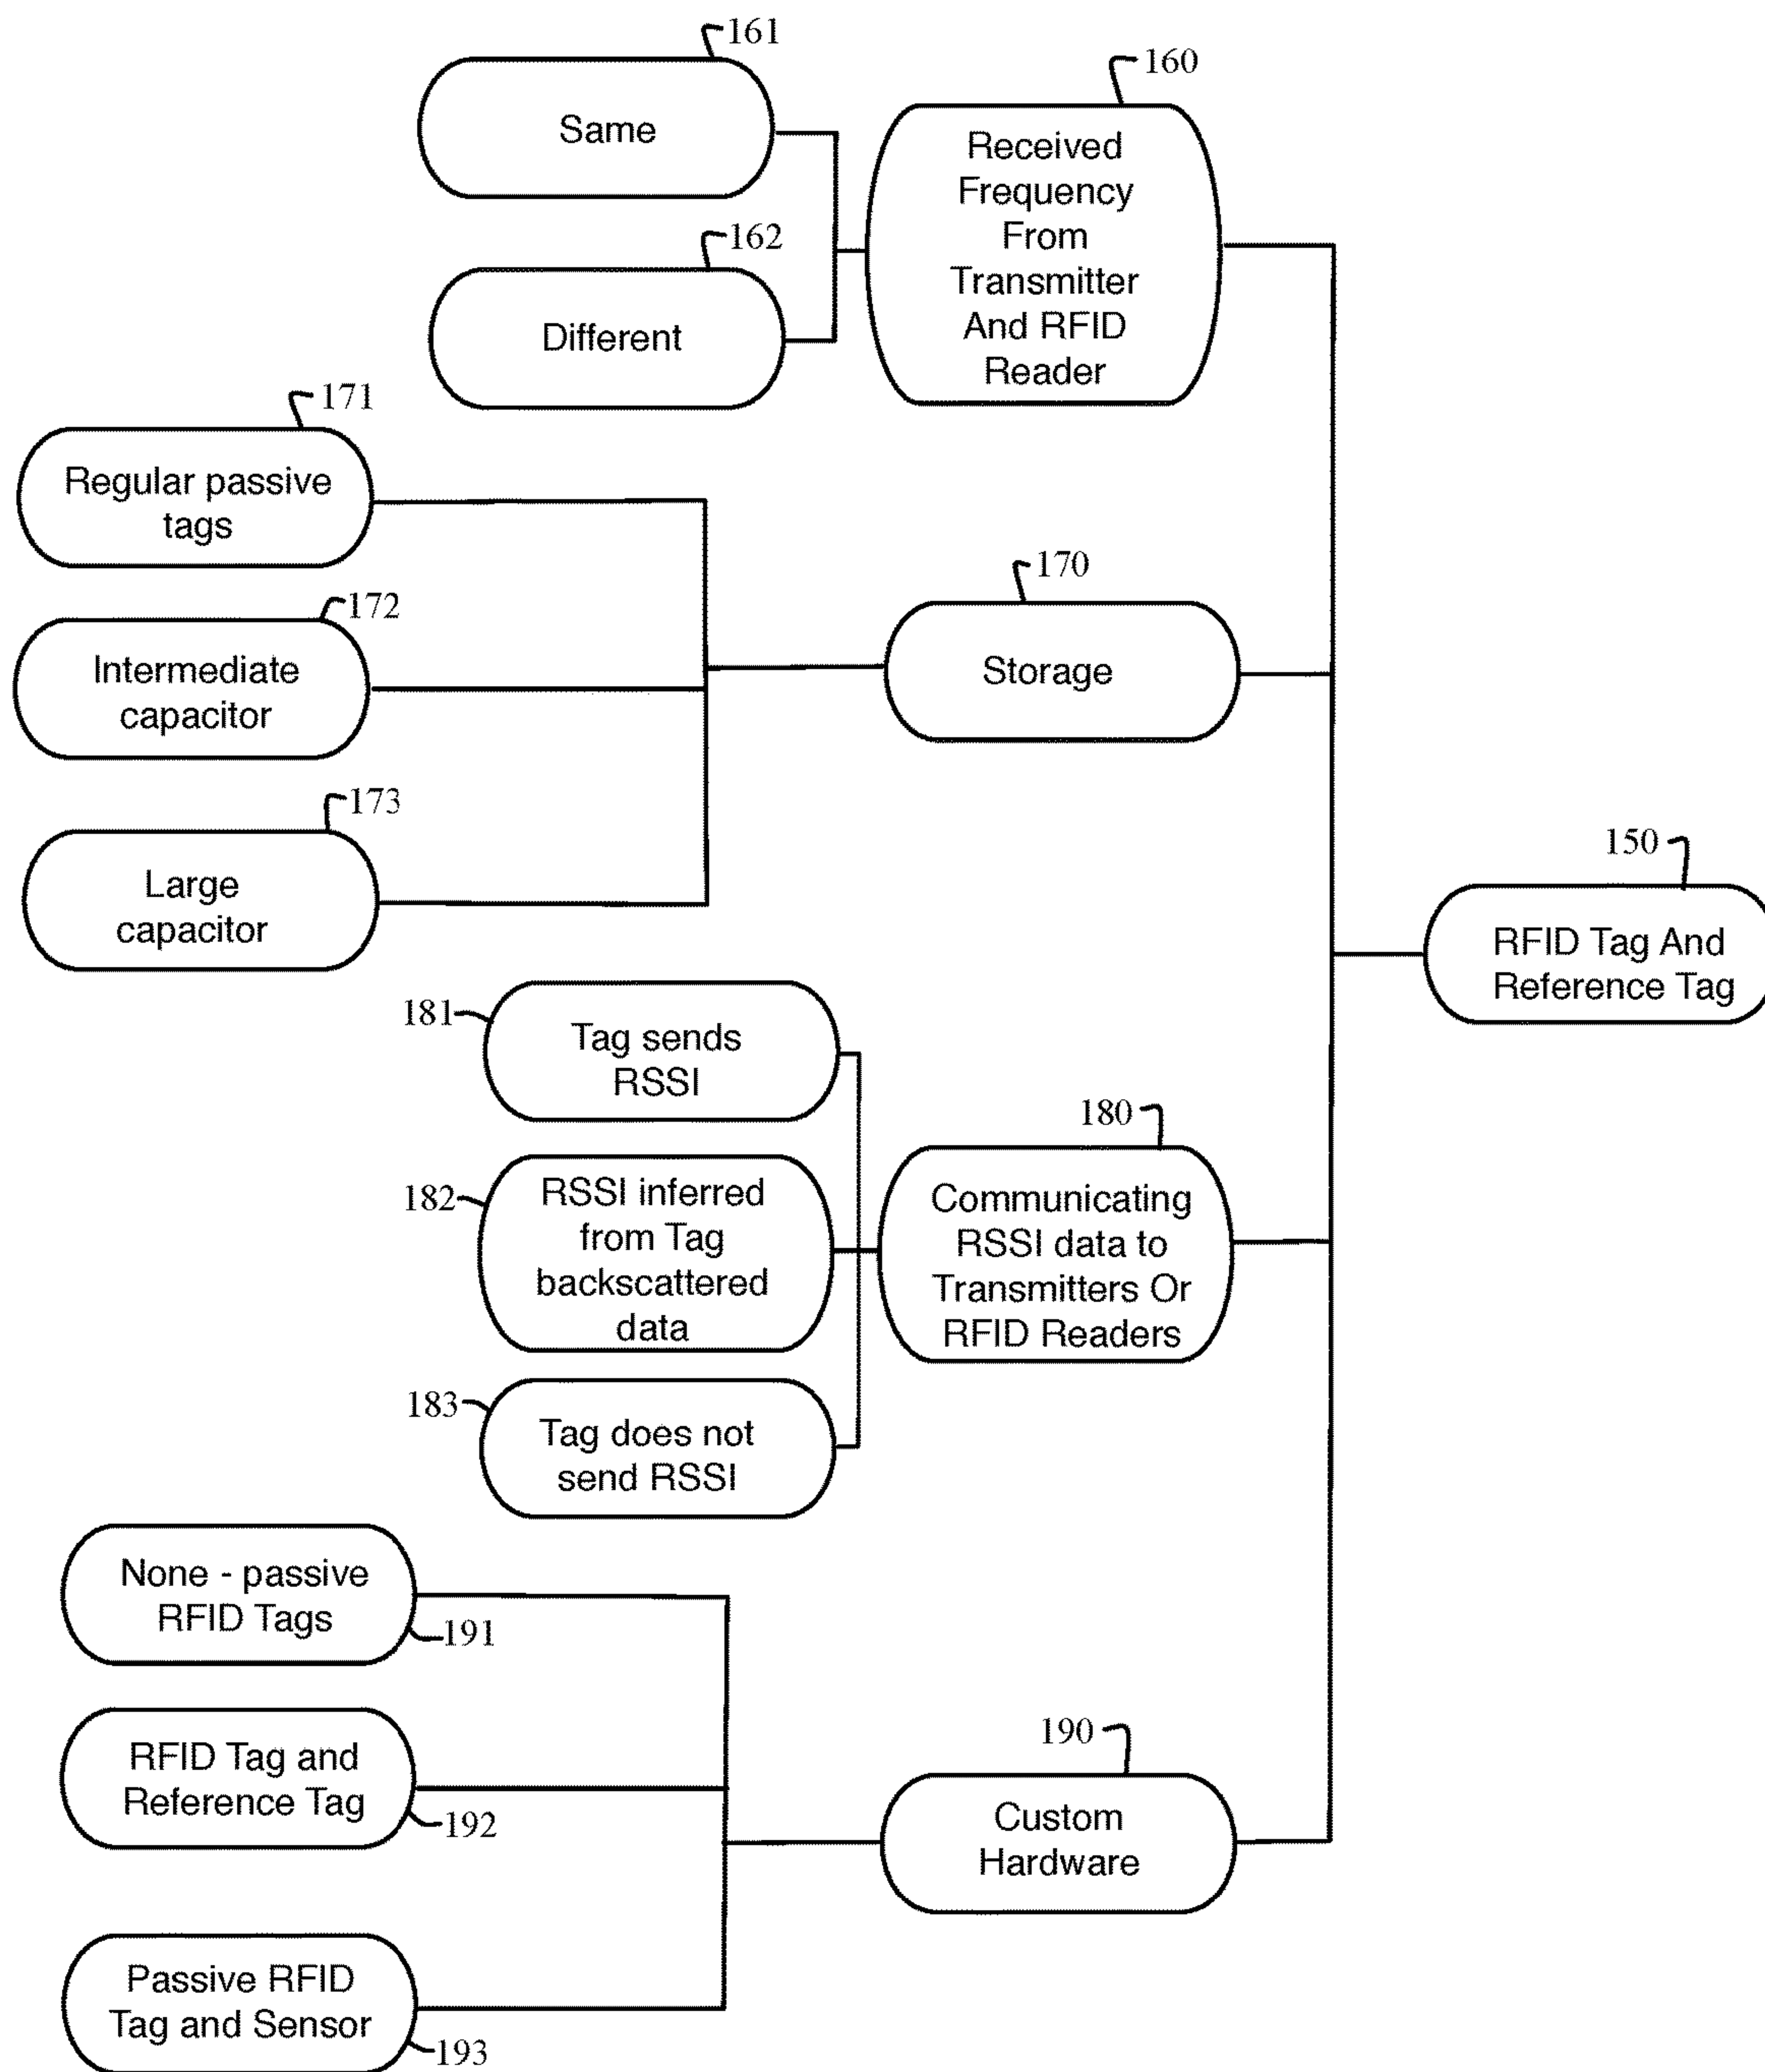 161
Same
160
Received
Frequency
From
Transmitter
And RFID
Reader
162
Different
171
Regular passive
tags
172
Intermediate
capacitor
170
Storage
173
Large
capacitor
150
RFID Tag And
Reference Tag
181
Tag sends
RSSI
182
RSSI inferred
from Tag
backscattered
data
180
Communicating
RSSI data to
Transmitters Or
RFID Readers
183
Tag does not
send RSSI
None - passive
RFID Tags
191
RFID Tag and
Reference Tag
192
190
Custom
Hardware
Passive RFID
Tag and Sensor
193